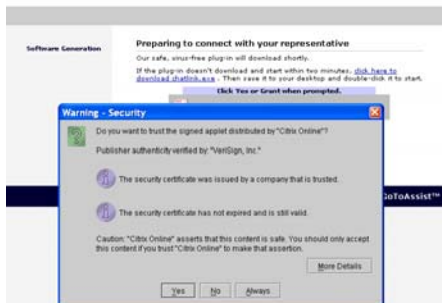 Software Generation
Preparing to connect with your representative
Our safe, virus-free plug-in will download shortly.
If the plug-in doesn't download and start within two minutes, click here to
download chatlink.exe . Then save it to your desktop and double-click it to start.
Click Yes or Grant when prompted.
Warning - Security
Do you want to trust the signed applet distributed by "Citrix Online"?
Publisher authenticity verified by: "VeriSign, Inc."
The security certificate was issued by a company that is trusted.
The security certificate has not expired and is still valid.
GoToAssist™
Caution: "Citrix Online" asserts that this content is safe. You should only accept
this content if you trust "Citrix Online" to make that assertion.
More Details
Yes No Always